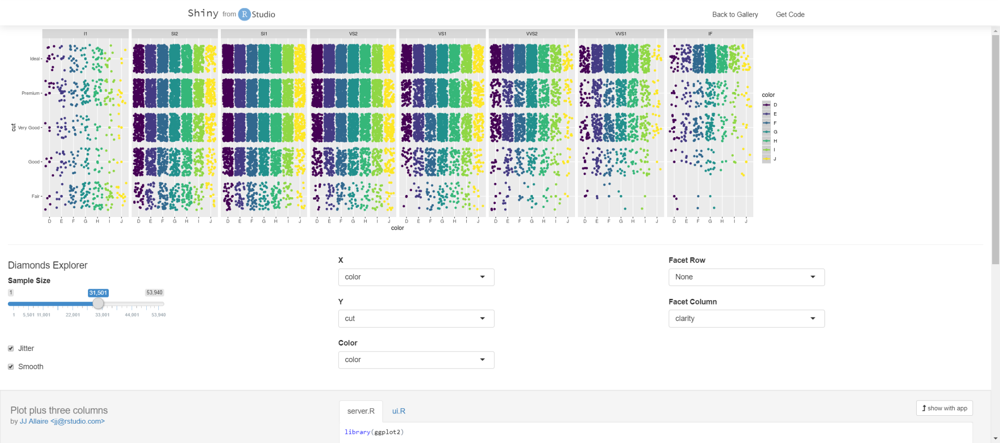 Shiny from R Studio
Back to Gallery
Get Code
I1 SI2 SI1 VS2 VS1 VVS2 VVS1 IF
cut
Ideal
Premium
Very Good
Good
Fair
D E F G H I J D E F G H I J D E F G H I J D E F G H I J D E F G H I J D E F G H I J D E F G H I J D E F G H I J
color
color
D
E
F
G
H
I
J
Diamonds Explorer
Sample Size
1 31,501 53,940
1 5,501 11,001 22,001 33,001 44,001 53,940
Jitter
Smooth
X
color
Y
cut
Color
color
Facet Row
None
Facet Column
clarity
Plot plus three columns
by JJ Allaire <jj@rstudio.com>
server.R
ui.R
show with app
library(ggplot2)